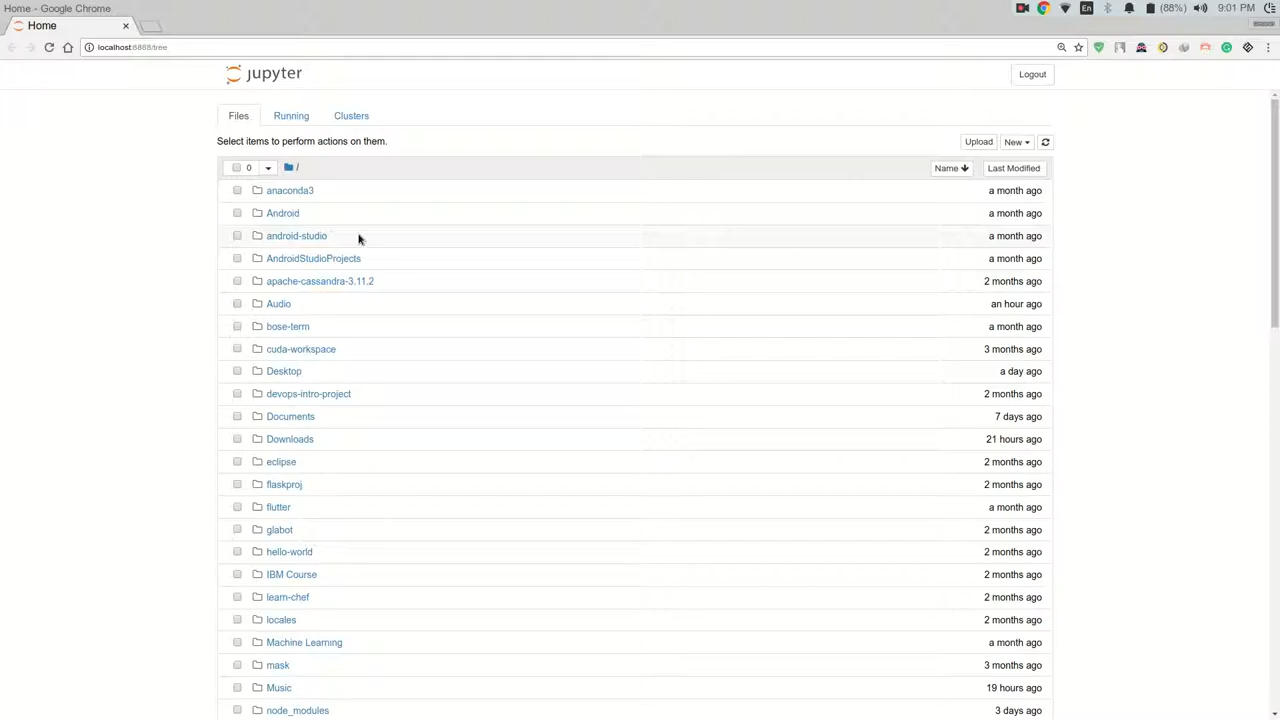 Home - Google Chrome
En
(88%)
9:01 PM
Home
localhost:8888/tree
jupyter
Logout
Files
Running
Clusters
Select items to perform actions on them.
Upload
New
0
/
Name
Last Modified
anaconda3
a month ago
Android
a month ago
android-studio
a month ago
AndroidStudioProjects
a month ago
apache-cassandra-3.11.2
2 months ago
Audio
an hour ago
bose-term
a month ago
cuda-workspace
3 months ago
Desktop
a day ago
devops-intro-project
2 months ago
Documents
7 days ago
Downloads
21 hours ago
eclipse
2 months ago
flaskproj
2 months ago
flutter
a month ago
glabot
2 months ago
hello-world
2 months ago
IBM Course
2 months ago
learn-chef
2 months ago
locales
2 months ago
Machine Learning
a month ago
mask
3 months ago
Music
19 hours ago
node_modules
3 days ago